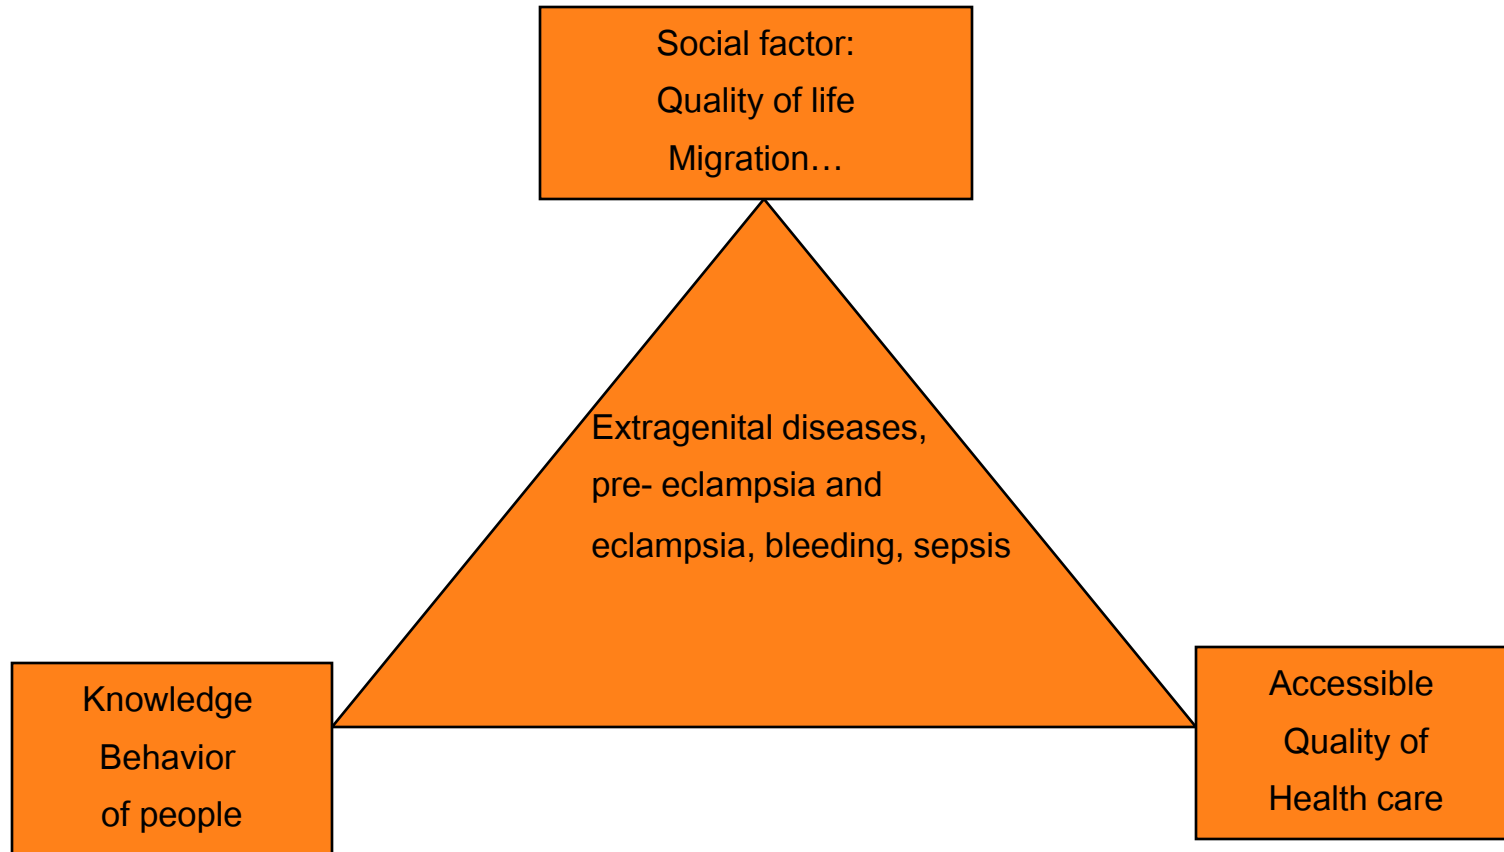 Social factor:
Quality of life
Migration…
Extragenital diseases,
pre- eclampsia and
eclampsia, bleeding, sepsis
Knowledge
Behavior
of people
Accessible
Quality of
Health care